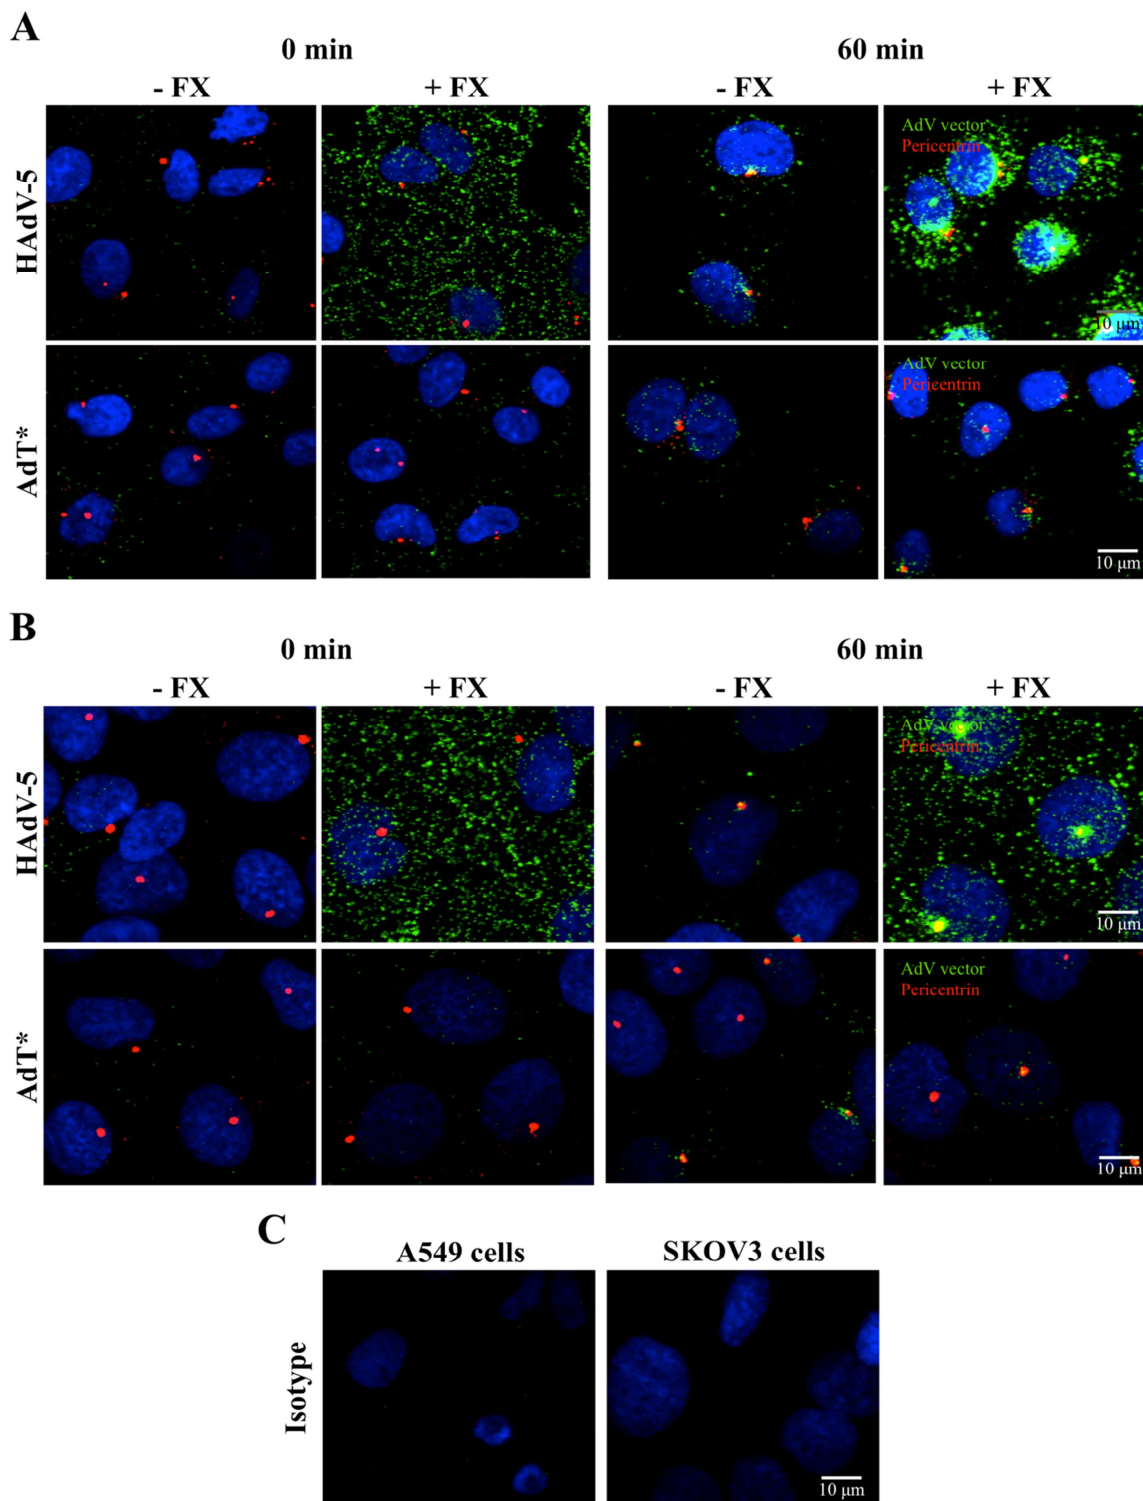 A
0 min 60 min
- FX + FX - FX + FX
HAdV-5
AdV vector
Pericentrin
10 μm
AdT*
AdV vector
Pericentrin
10 μm
B
0 min 60 min
- FX + FX - FX + FX
HAdV-5
AdV vector
Pericentrin
10 μm
AdT*
AdV vector
Pericentrin
10 μm
C
A549 cells SKOV3 cells
Isotype
10 μm